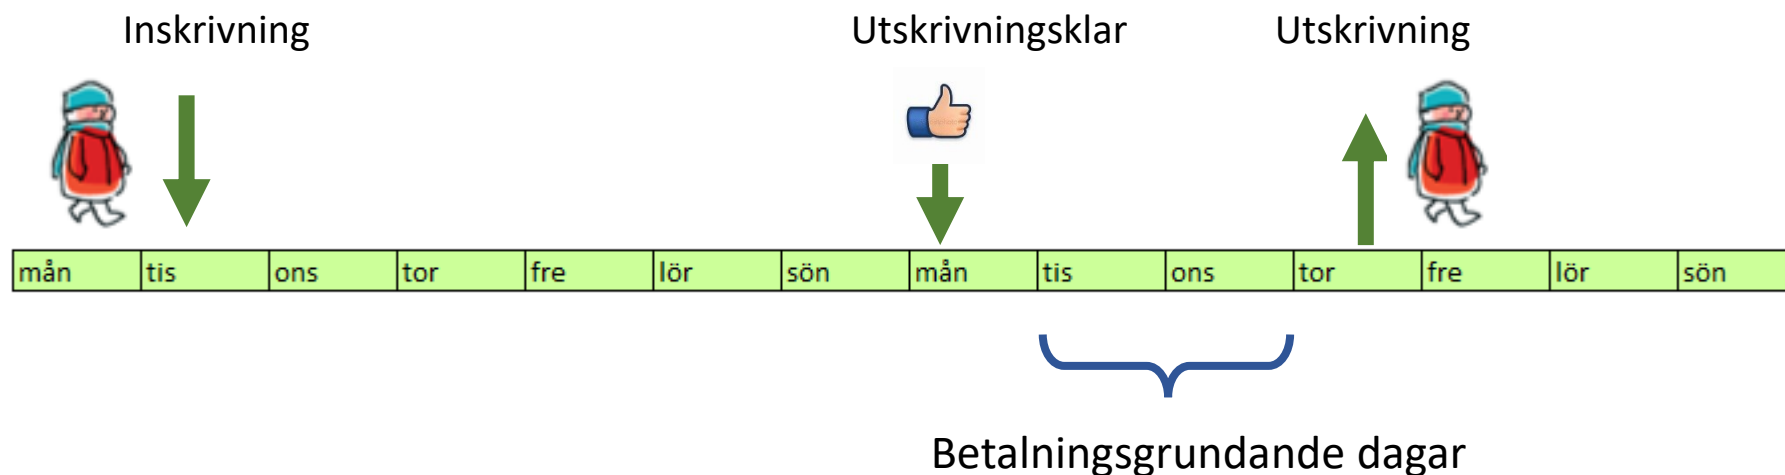 Inskrivning Utskrivningsklar Utskrivning
mån tis ons tor fre lör sön mån tis ons tor fre lör sön
Betalningsgrundande dagar